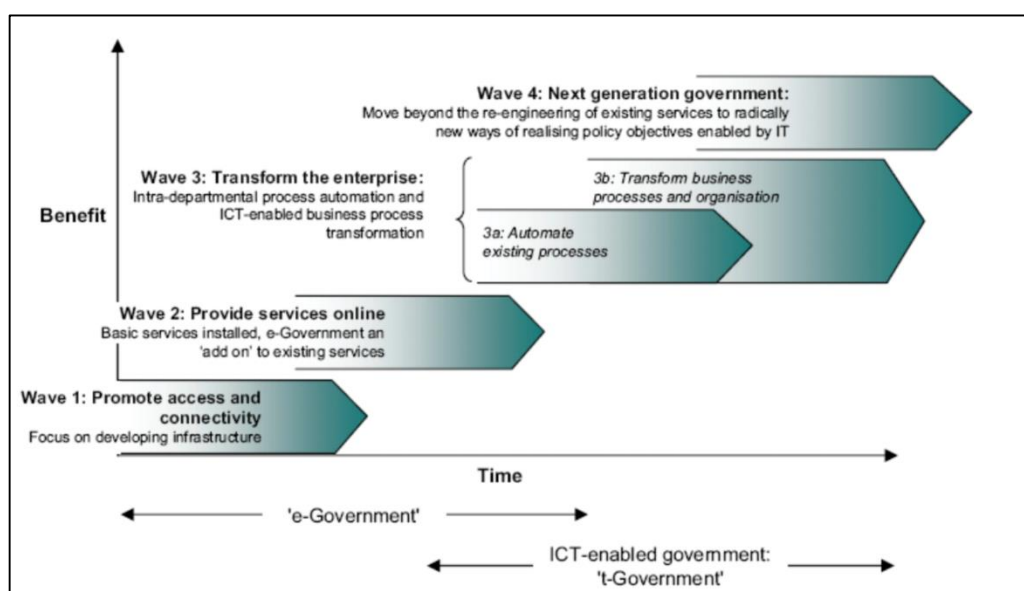 Wave 4: Next generation government:
Move beyond the re-engineering of existing services to radically
new ways of realising policy objectives enabled by IT
Wave 3: Transform the enterprise:
Intra-departmental process automation and
ICT-enabled business process
transformation
3b: Transform business
processes and organisation
Benefit
3a: Automate
existing processes
Wave 2: Provide services online
Basic services installed, e-Government an
'add on' to existing services
Wave 1: Promote access and
connectivity
Focus on developing infrastructure
Time
'e-Government'
ICT-enabled government:
't-Government'